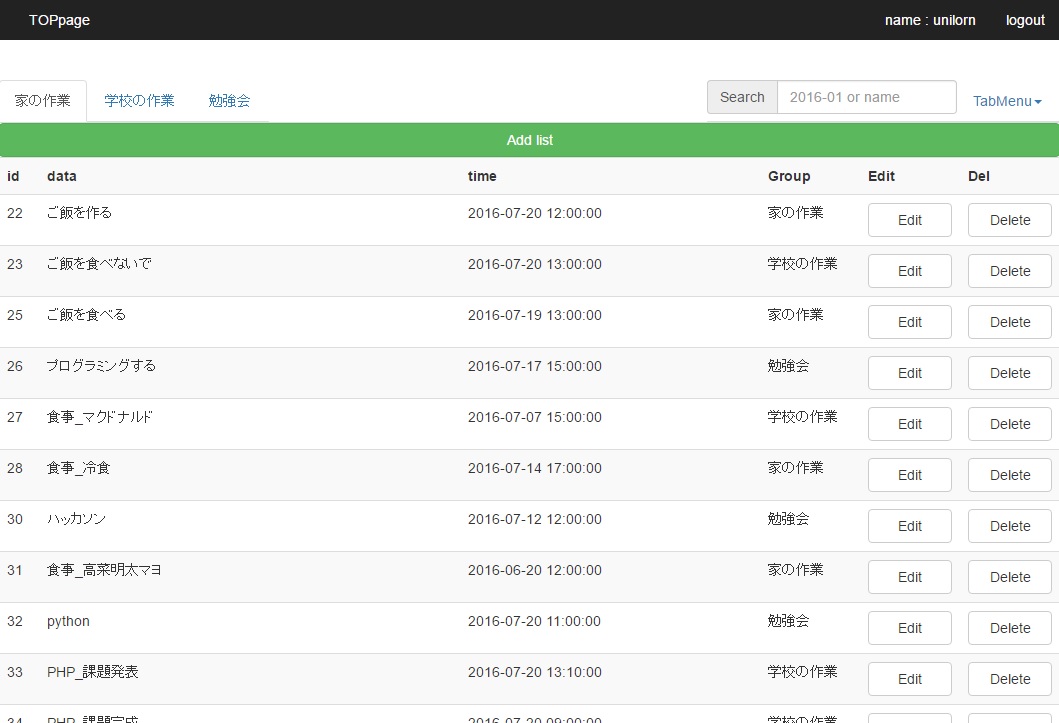 TOPpage name : unilorn logout
家の作業 学校の作業 勉強会 Search 2016-01 or name TabMenu
Add list
id data time Group Edit Del
22 ご飯を作る 2016-07-20 12:00:00 家の作業 Edit Delete
23 ご飯を食べないで 2016-07-20 13:00:00 学校の作業 Edit Delete
25 ご飯を食べる 2016-07-19 13:00:00 家の作業 Edit Delete
26 プログラミングする 2016-07-17 15:00:00 勉強会 Edit Delete
27 食事_マクドナルド 2016-07-07 15:00:00 学校の作業 Edit Delete
28 食事_冷食 2016-07-14 17:00:00 家の作業 Edit Delete
30 ハッカソン 2016-07-12 12:00:00 勉強会 Edit Delete
31 食事_高菜明太マヨ 2016-06-20 12:00:00 家の作業 Edit Delete
32 python 2016-07-20 11:00:00 勉強会 Edit Delete
33 PHP_課題発表 2016-07-20 13:10:00 学校の作業 Edit Delete
34 PHP_課題完成 2016-07-20 09:00:00 学校の作業